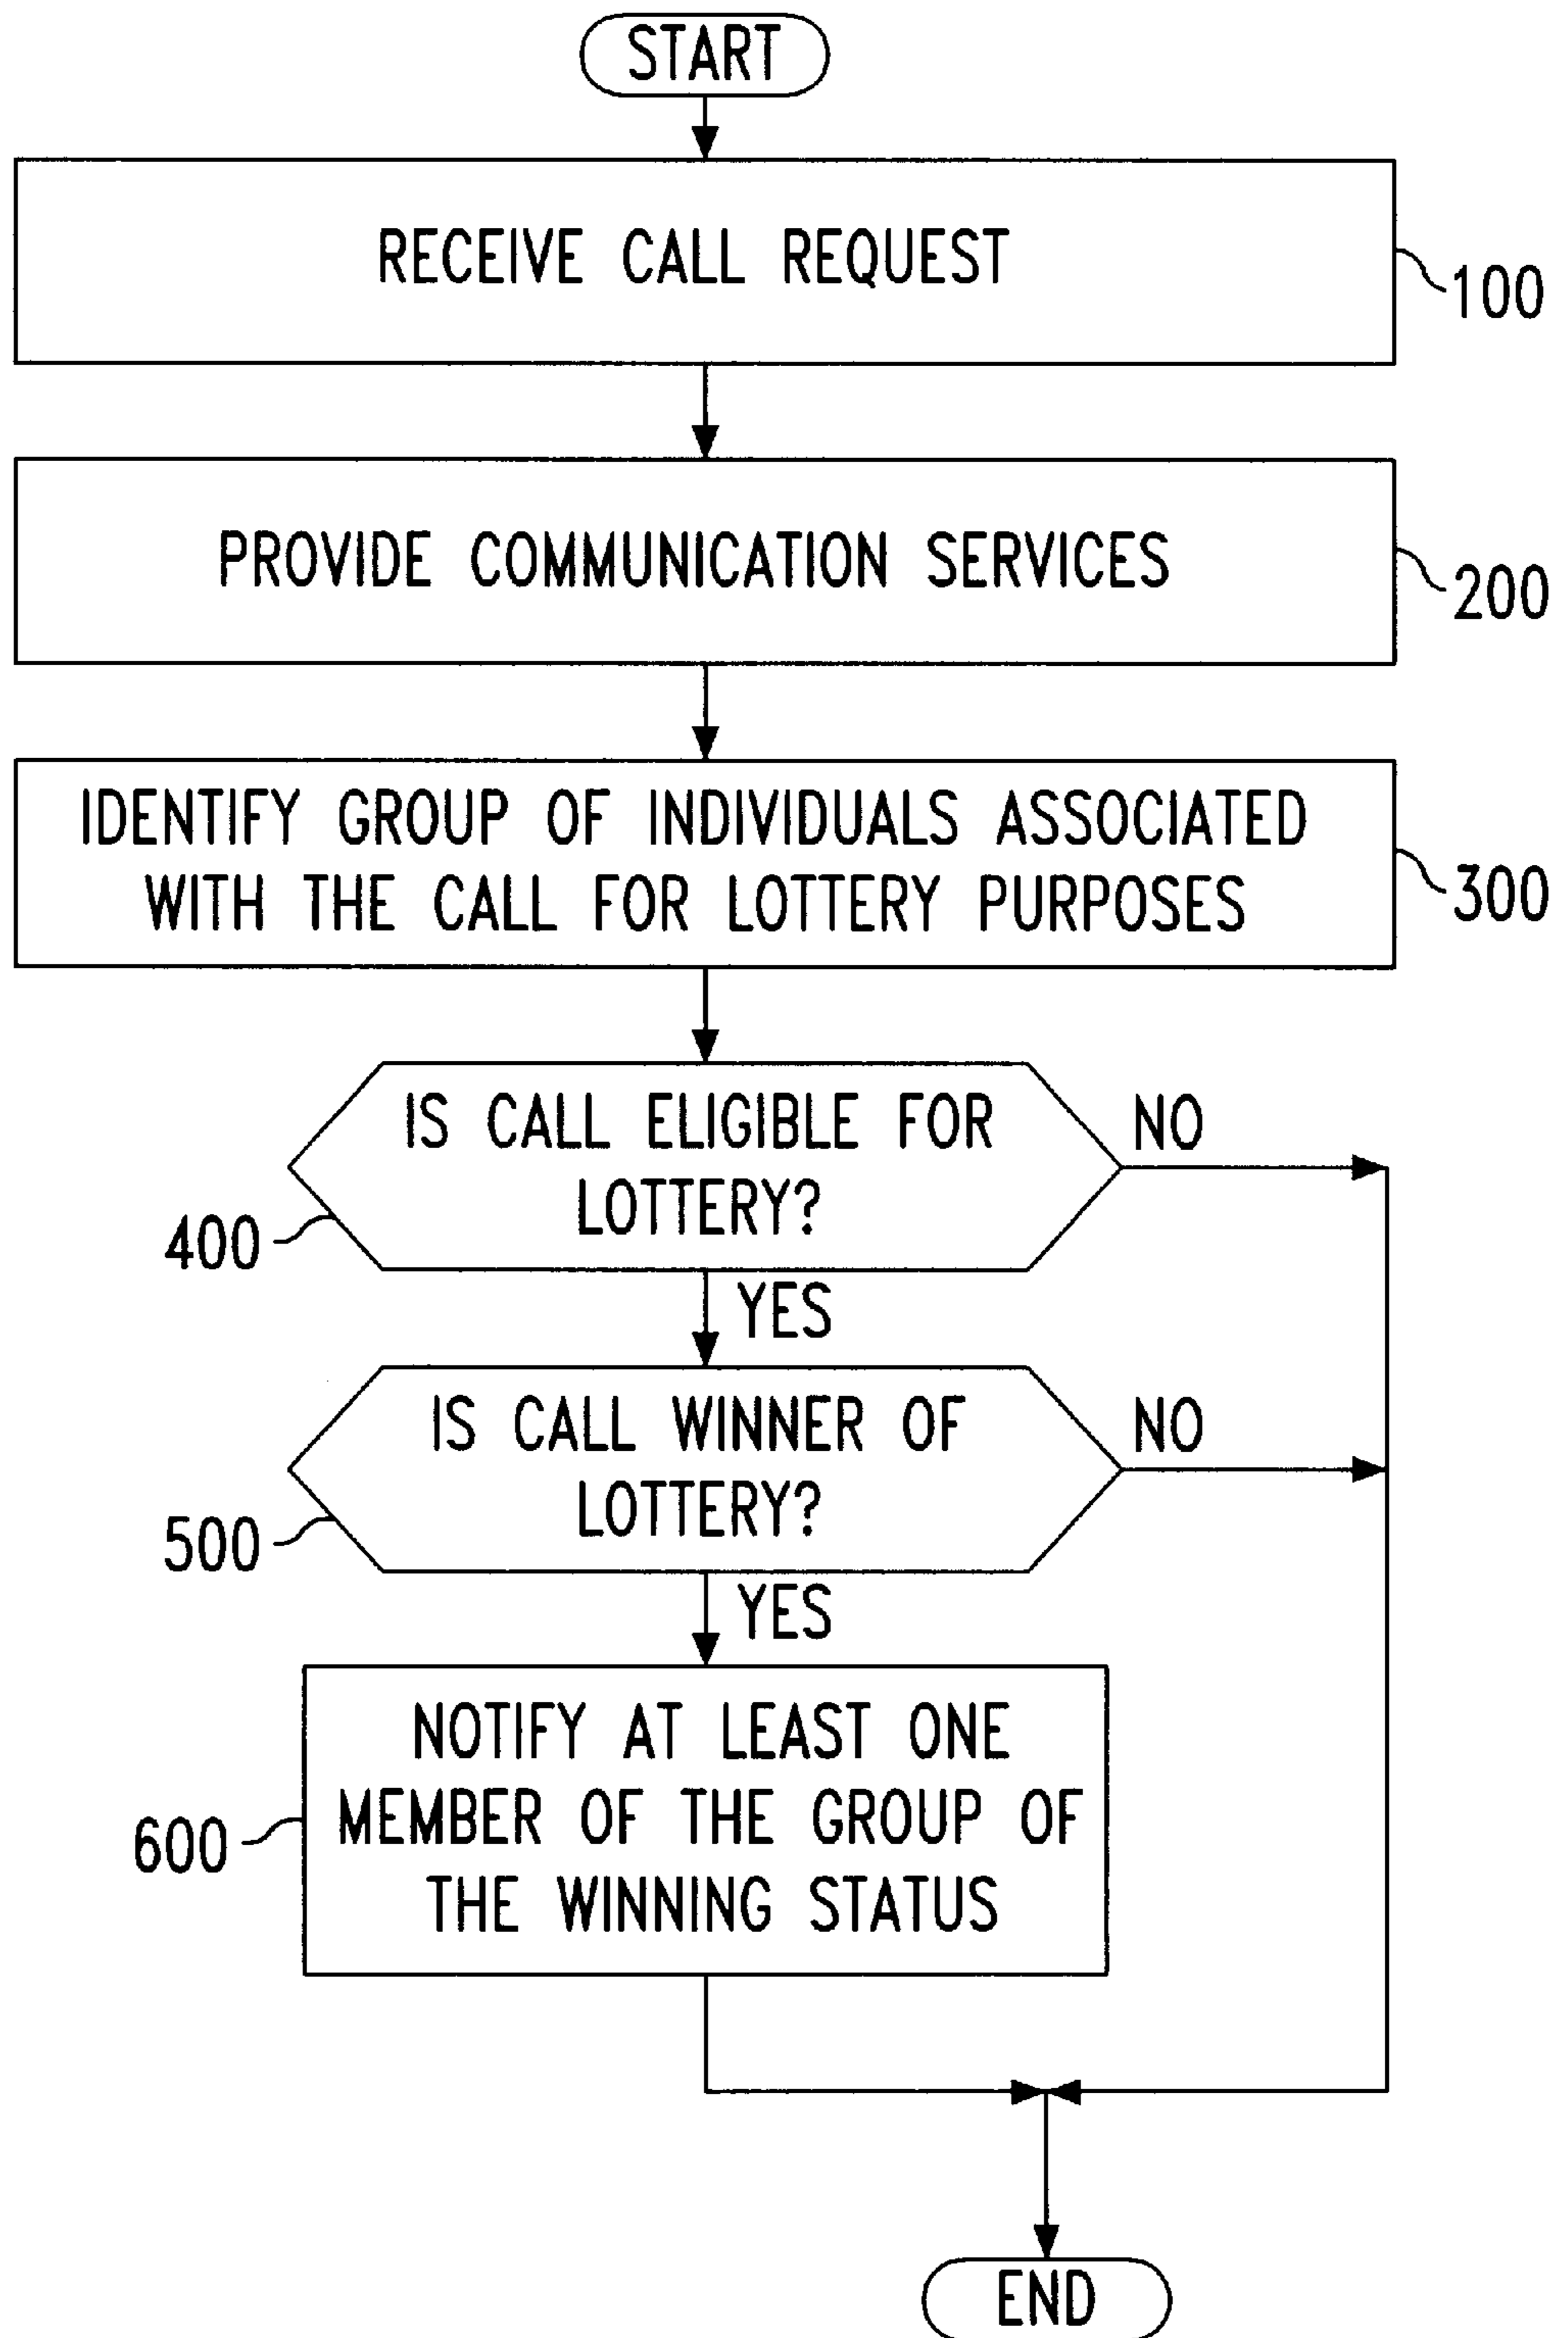 START
RECEIVE CALL REQUEST
100
PROVIDE COMMUNICATION SERVICES
200
IDENTIFY GROUP OF INDIVIDUALS ASSOCIATED
WITH THE CALL FOR LOTTERY PURPOSES
300
IS CALL ELIGIBLE FOR
LOTTERY?
NO
400
YES
IS CALL WINNER OF
LOTTERY?
NO
500
YES
NOTIFY AT LEAST ONE
MEMBER OF THE GROUP OF
THE WINNING STATUS
600
END